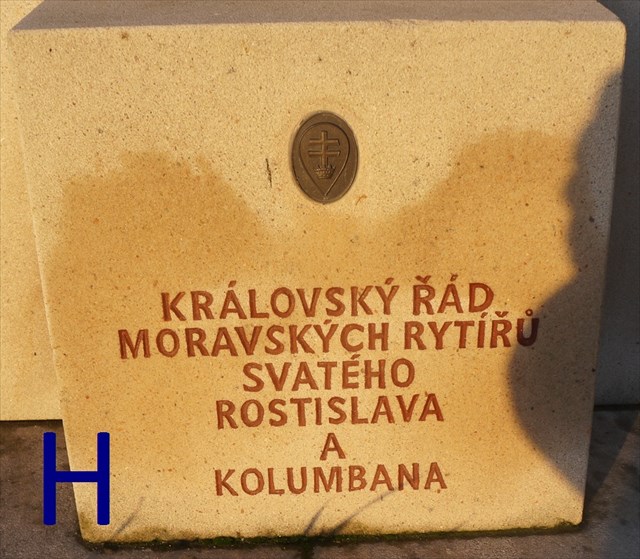 KRÁLOVSKÝ ŘÁD
MORAVSKÝCH RYTÍŘŮ
SVATÉHO
ROSTISLAVA
A
KOLUMBANA
H